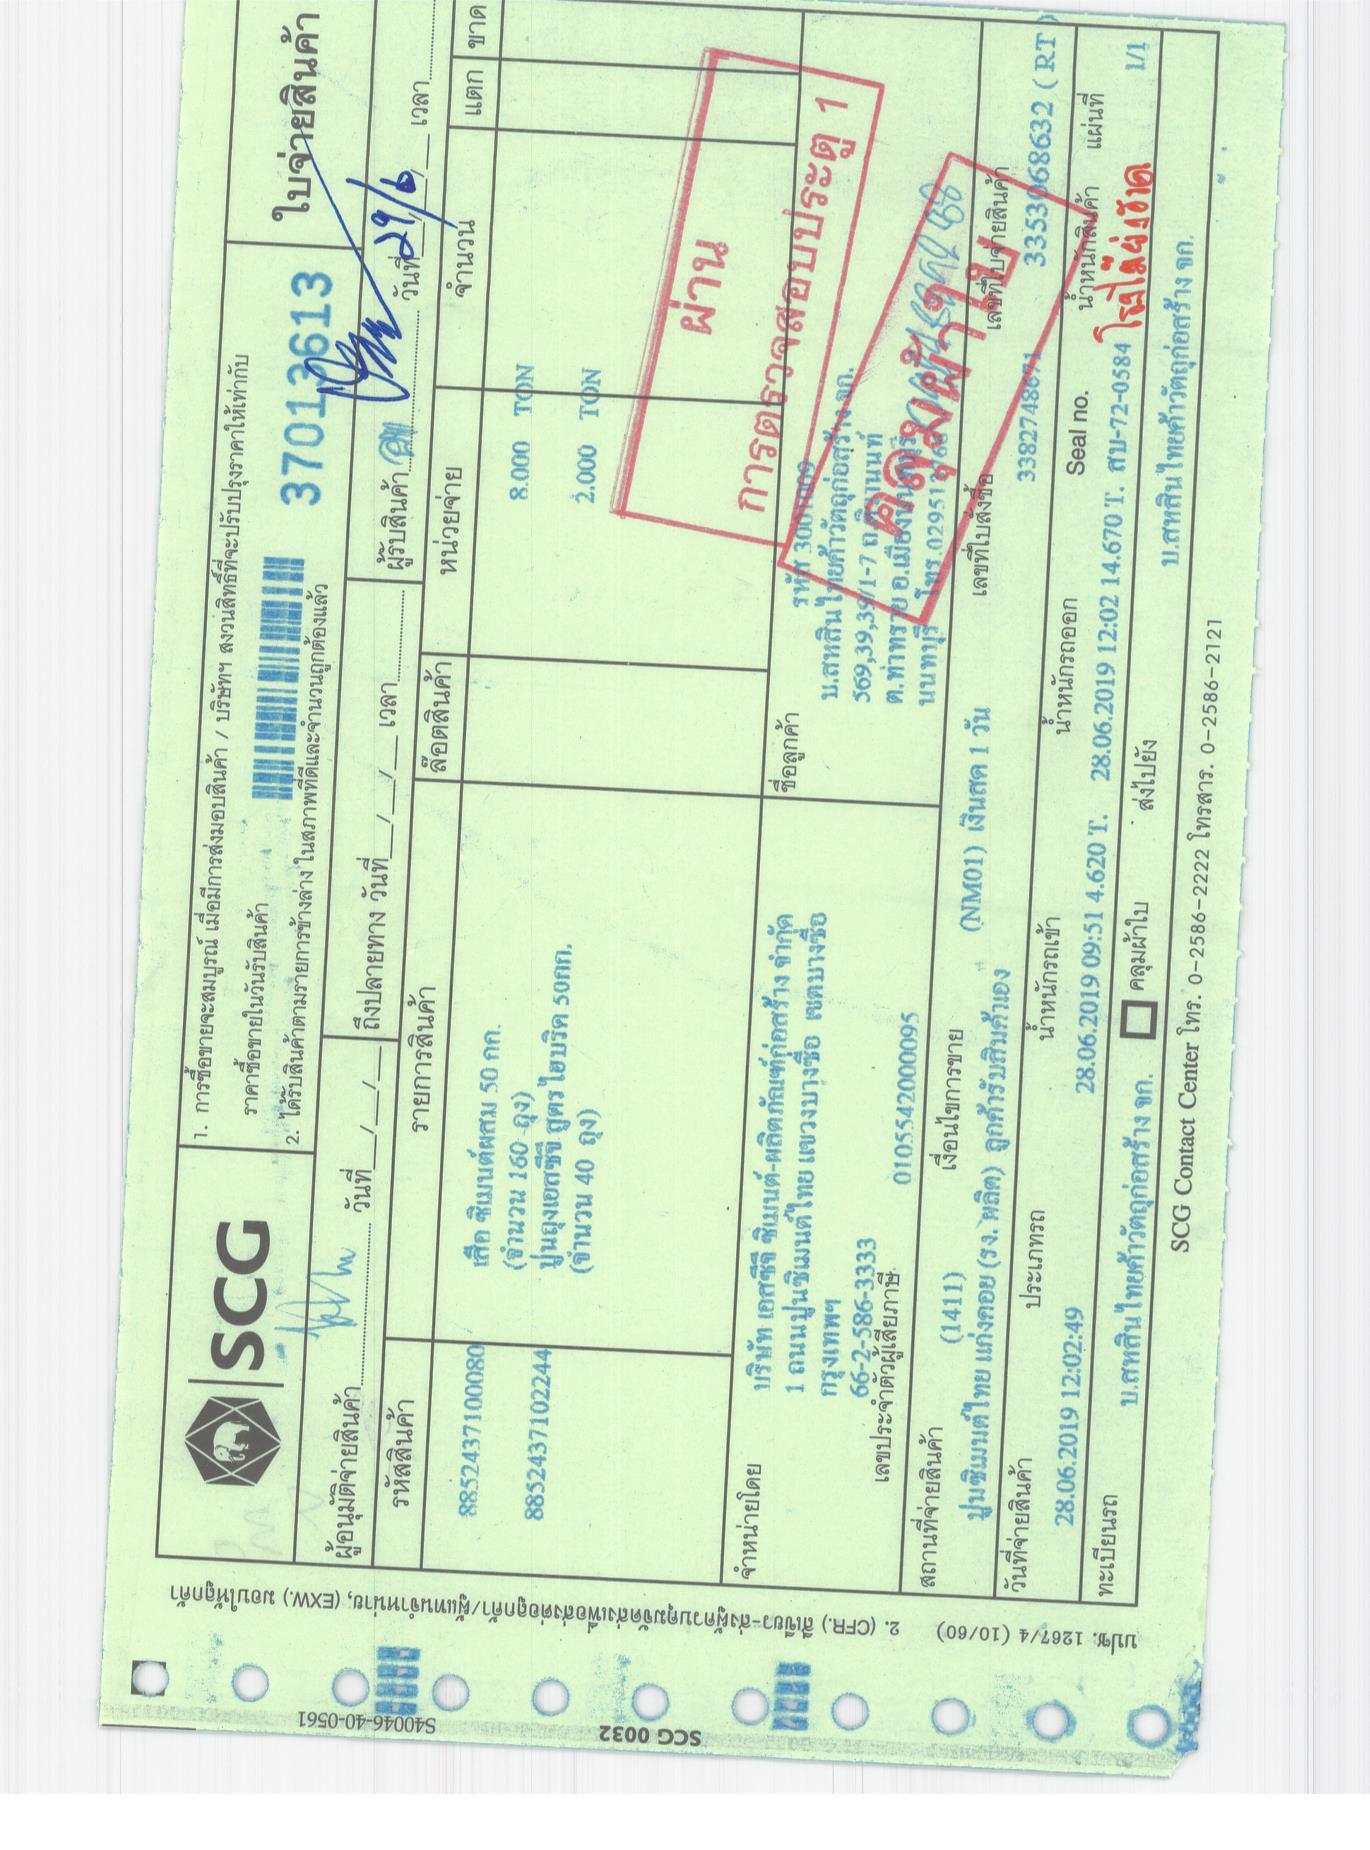 SCG
1. การซื้อขายจะสมบูรณ์ เมื่อมีการส่งมอบสินค้า / บริษัทฯ สงวนสิทธิ์ที่จะปรับปรุงราคาให้เท่ากับ
ราคาซื้อขายในวันรับสินค้า
2. ได้รับสินค้าตามรายการข้างล่าง ในสภาพที่ดีและจำนวนถูกต้องแล้ว
37013613
ใบจ่ายสินค้า
ผู้อนุมัติจ่ายสินค้า วันที่__/__/__ ถึงปลายทาง วันที่__/__/__ เวลา ผู้รับสินค้า วันที่ 29/6/__ เวลา
รหัสสินค้า รายการสินค้า ล๊อตสินค้า หน่วยจ่าย จำนวน แตก ขาด
8852437100080 เสือ ซิเมนต์ผสม 50 กก.
(จำนวน 160 ถุง) 8.000 TON
8852437102244 ปูนถุงเอสซีจี สูตร ไฮบริด 50กก.
(จำนวน 40 ถุง) 2.000 TON
ผ่าน
การตรวจสอบประตู 1
จำหน่ายโดย บริษัท เอสซีจี ซิเมนต์-ผลิตภัณฑ์ก่อสร้าง จำกัด
1 ถนนปูนซิเมนต์ไทย แขวงบางซื่อ เขตบางซื่อ
กรุงเทพฯ
66-2-586-3333
เลขประจำตัวผู้เสียภาษี 0105542000095
ชื่อลูกค้า รหัส 3001009
บ.สหสินไทยค้าวัตถุก่อสร้าง จก.
569,39,39/1-7 ถ.ติวานนท์
ต.ท่าทราย อ.เมืองนนทบุรี
นนทบุรี
คลุมผ้าใบ
สถานที่จ่ายสินค้า (1411) เงื่อนไขการขาย (NM01) เงินสด 1 วัน เลขที่ใบสั่งซื้อ เลขที่ใบจ่ายสินค้า
ปูนซิเมนต์ไทย แก่งคอย (รง. ผลิต) ลูกค้ารับสินค้าเอง 3382748671 3353068632 ( RT )
วันที่จ่ายสินค้า ประเภทรถ น้ำหนักรถเข้า น้ำหนักรถออก Seal no. น้ำหนักสินค้า แผ่นที่
28.06.2019 12:02:49 28.06.2019 09:51 4.620 T. 28.06.2019 12:02 14.670 T. สบ-72-0584 1/1
ทะเบียนรถ บ.สหสินไทยค้าวัตถุก่อสร้าง จก. คลุมผ้าใบ ส่งไปยัง บ.สหสินไทยค้าวัตถุก่อสร้าง จก.
SCG Contact Center โทร. 0-2586-2222 โทรสาร. 0-2586-2121
S40046-40-0561
SCG 0032
บปซ. 1267/4 (10/60) 2. (CFR.) สีเขียว-ส่งผู้ควบคุมจัดส่งเพื่อส่งต่อลูกค้า/ผู้แทนจำหน่าย, (EXW.) มอบให้ลูกค้า